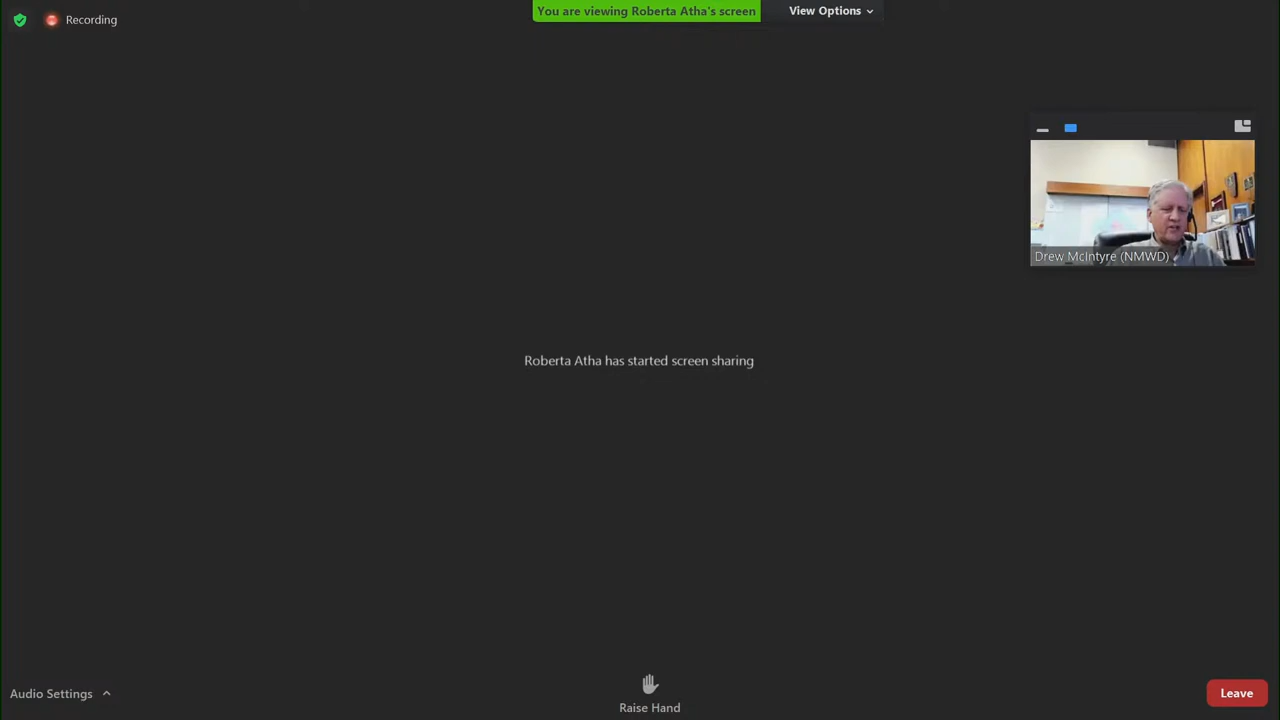 Recording
You are viewing Roberta Atha's screen
View Options
Drew McIntyre (NMWD)
Roberta Atha has started screen sharing
Audio Settings
Raise Hand
Leave